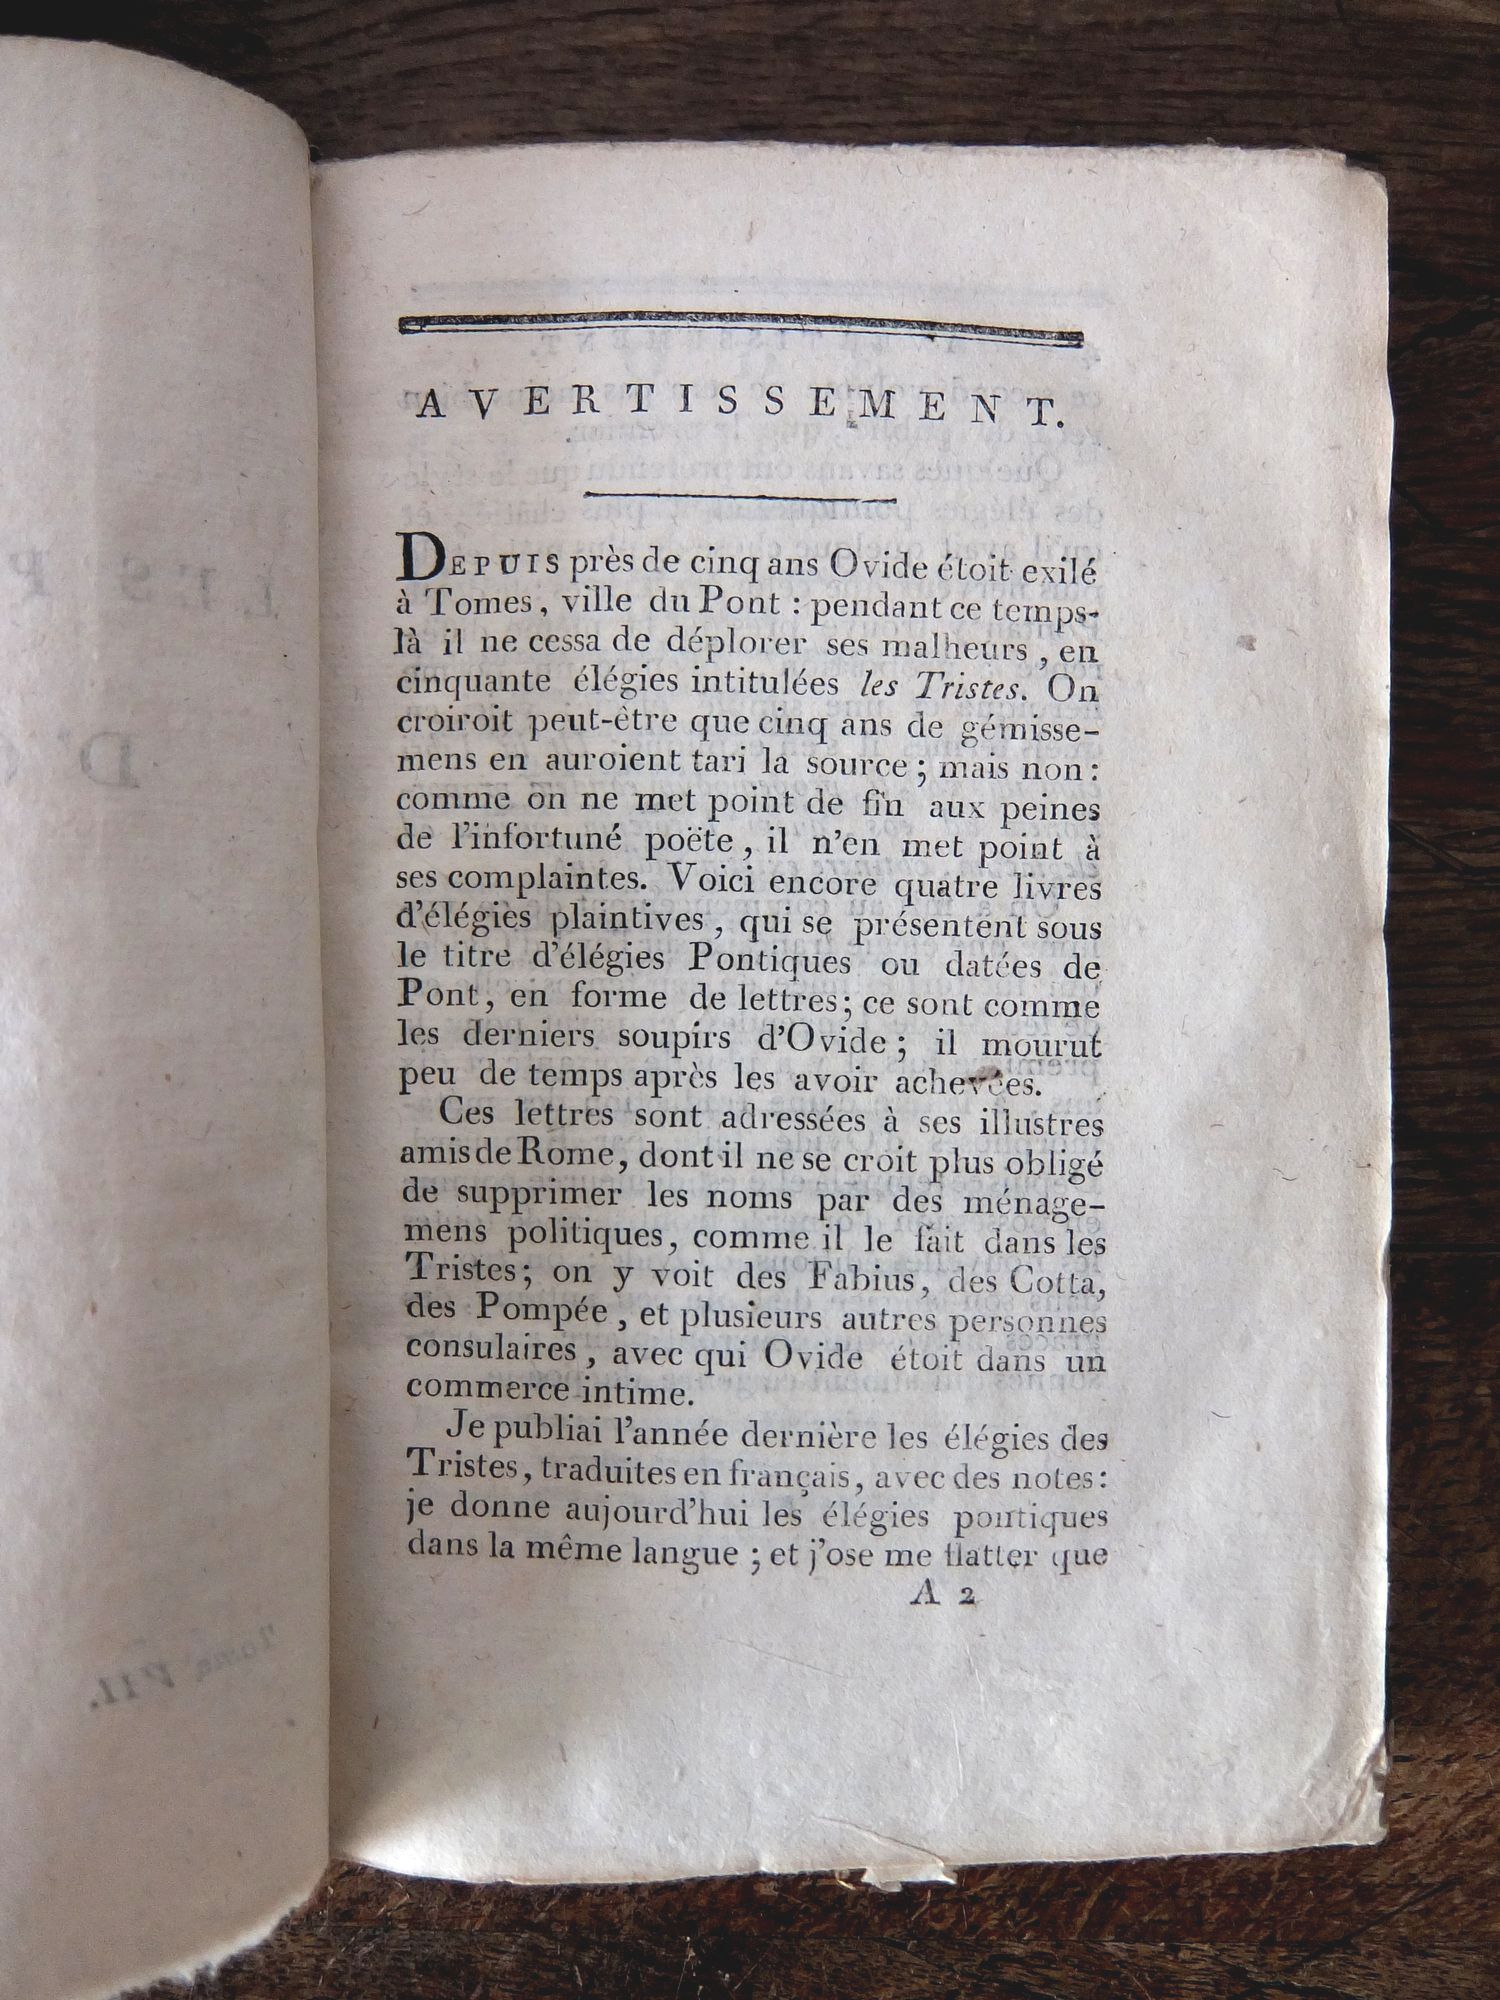 AVERTISSEMENT.
DEPUIS près de cinq ans Ovide étoit exilé
à Tomes, ville du Pont : pendant ce temps-
là il ne cessa de déplorer ses malheurs, en
cinquante élégies intitulées les Tristes. On
croiroit peut-être que cinq ans de gémisse-
mens en auroient tari la source ; mais non :
comme on ne met point de fin aux peines
de l'infortuné poëte, il n'en met point à
ses complaintes. Voici encore quatre livres
d'élégies plaintives, qui se présentent sous
le titre d'élégies Pontiques ou datées de
Pont, en forme de lettres ; ce sont comme
les derniers soupirs d'Ovide ; il mourut
peu de temps après les avoir achevées.
Ces lettres sont adressées à ses illustres
amis de Rome, dont il ne se croit plus obligé
de supprimer les noms par des ménage-
mens politiques, comme il le fait dans les
Tristes ; on y voit des Fabius, des Cotta,
des Pompée, et plusieurs autres personnes
consulaires, avec qui Ovide étoit dans un
commerce intime.
Je publiai l'année dernière les élégies des
Tristes, traduites en français, avec des notes :
je donne aujourd'hui les élégies pontiques
dans la même langue ; et j'ose me flatter que
A 2